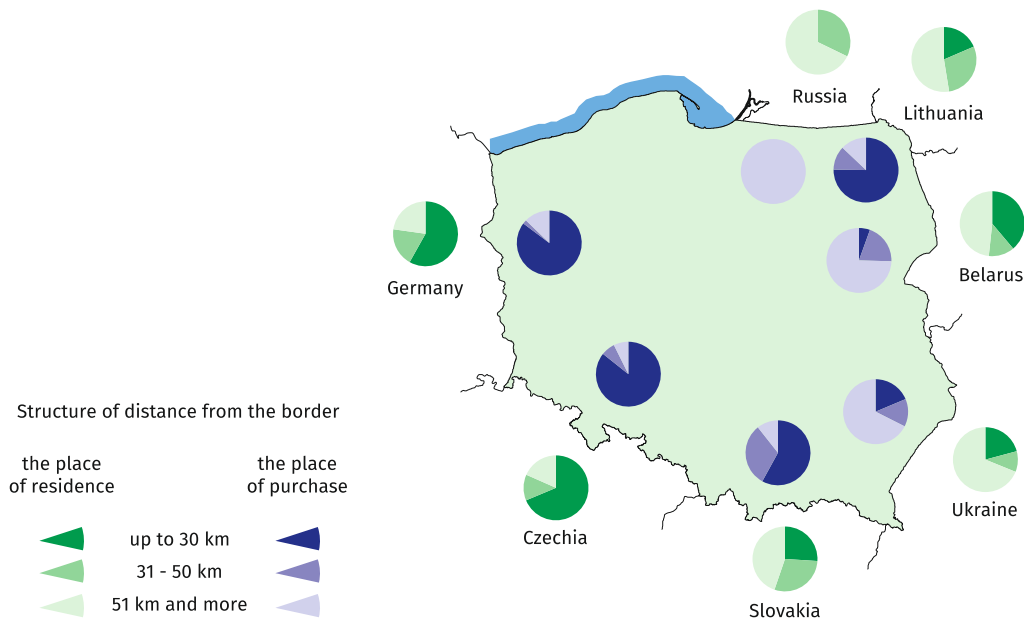 Russia
Lithuania
Germany
Belarus
Structure of distance from the border
the place
of residence
the place
of purchase
up to 30 km
31 - 50 km
51 km and more
Czechia
Ukraine
Slovakia